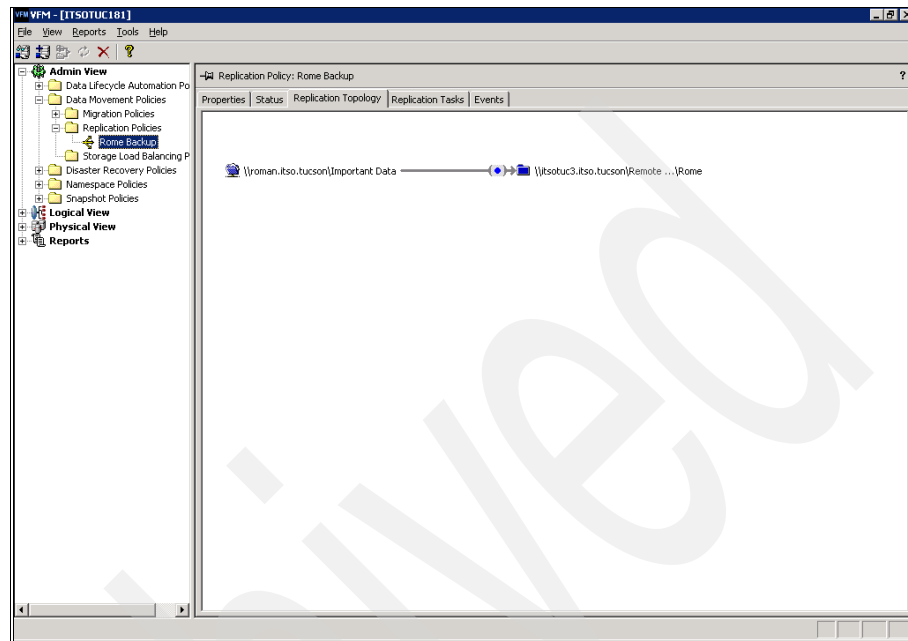 VFM VFM - [ITSOTUC181]
File View Reports Tools Help
Admin View
Data Lifecycle Automation Po
Data Movement Policies
Migration Policies
Replication Policies
Rome Backup
Storage Load Balancing P
Disaster Recovery Policies
Namespace Policies
Snapshot Policies
Logical View
Physical View
Reports
Replication Policy: Rome Backup ?
Properties Status Replication Topology Replication Tasks Events
\\roman.itso.tucson\Important Data \\itsotuc3.itso.tucson\Remote ...\Rome
hived